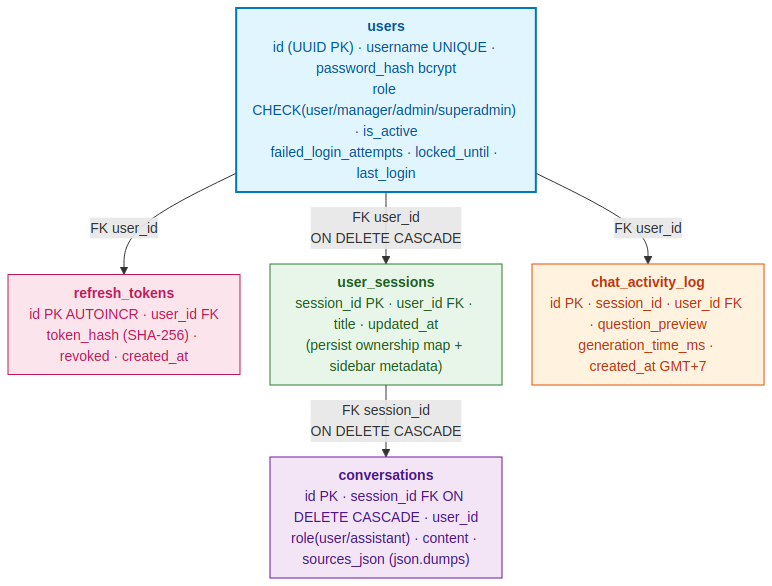 users
id (UUID PK) · username UNIQUE ·
password_hash bcrypt
role
CHECK(user/manager/admin/superadmin)
· is_active
failed_login_attempts · locked_until ·
last_login
FK user_id
FK user_id
ON DELETE CASCADE
FK user_id
refresh_tokens
id PK AUTOINCR · user_id FK
token_hash (SHA-256) ·
revoked · created_at
user_sessions
session_id PK · user_id FK ·
title · updated_at
(persist ownership map +
sidebar metadata)
chat_activity_log
id PK · session_id · user_id FK
· question_preview
generation_time_ms ·
created_at GMT+7
FK session_id
ON DELETE CASCADE
conversations
id PK · session_id FK ON
DELETE CASCADE · user_id
role(user/assistant) · content ·
sources_json (json.dumps)